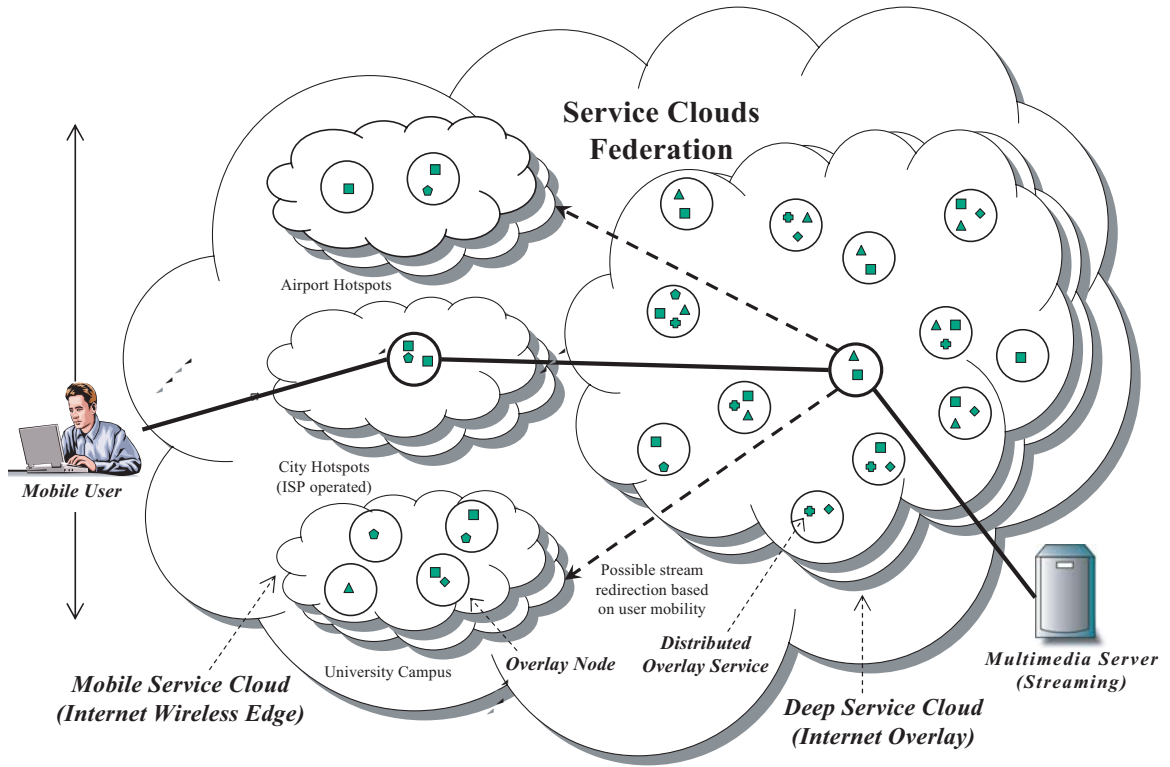 Service Clouds
Federation
Airport Hotspots
City Hotspots
(ISP operated)
Mobile User
University Campus
Possible stream
redirection based
on user mobility
Overlay Node
Distributed
Overlay Service
Mobile Service Cloud
(Internet Wireless Edge)
Deep Service Cloud
(Internet Overlay)
Multimedia Server
(Streaming)